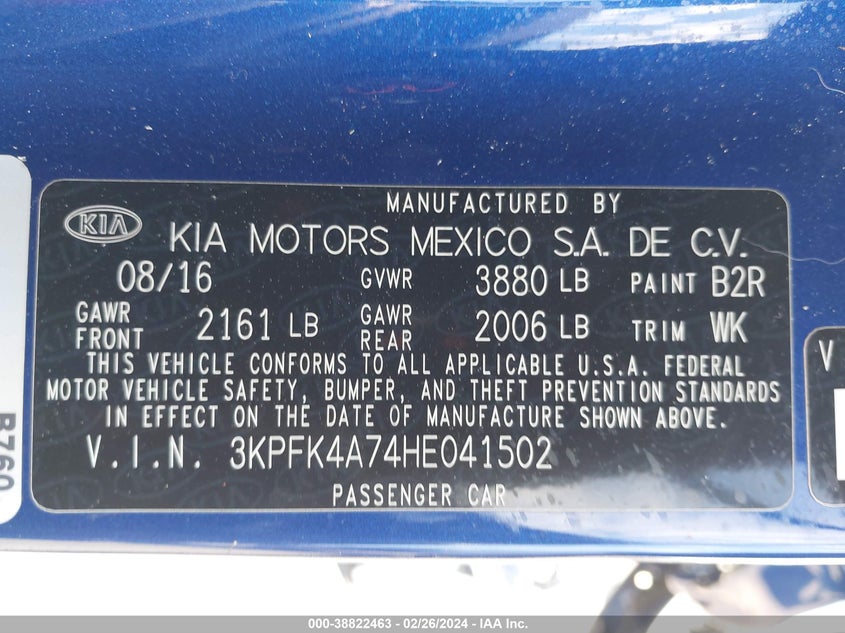 MANUFACTURED BY
KIA
KIA MOTORS MEXICO S.A. DE C.V.
08/16 GVWR 3880 LB PAINT B2R
GAWR FRONT 2161 LB GAWR REAR 2006 LB TRIM WK
THIS VEHICLE CONFORMS TO ALL APPLICABLE U.S.A. FEDERAL
MOTOR VEHICLE SAFETY, BUMPER, AND THEFT PREVENTION STANDARDS
IN EFFECT ON THE DATE OF MANUFACTURE SHOWN ABOVE.
V.I.N. 3KPFK4A74HE041502
PASSENGER CAR
V
000-38822463 - 02/26/2024 - IAA Inc.